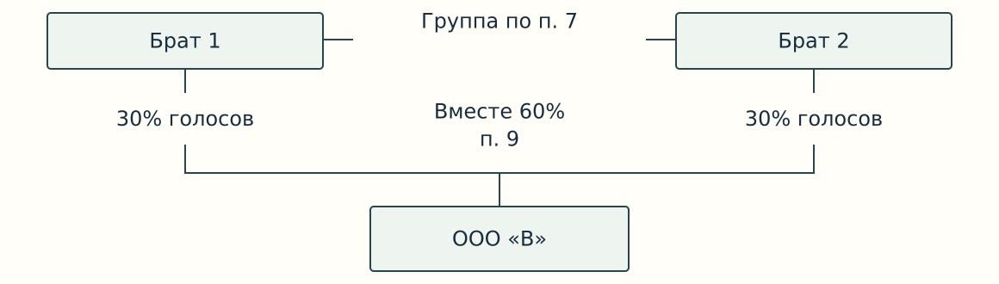 Группа по п. 7
Брат 1
Брат 2
30% голосов
Вместе 60%
п. 9
30% голосов
ООО «В»